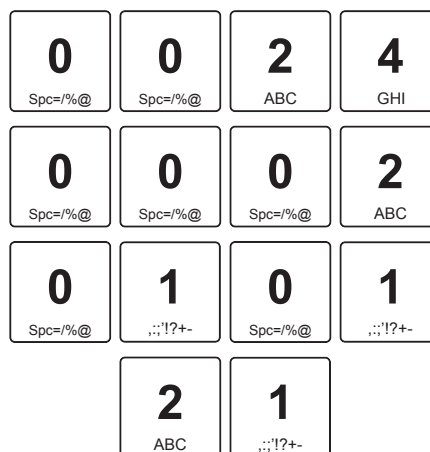 0 0 2 4
Spc=/%@ Spc=/%@ ABC GHI
0 0 0 2
Spc=/%@ Spc=/%@ Spc=/%@ ABC
0 1 0 1
Spc=/%@ ,:;'!?+- Spc=/%@ ,:;'!?+-
2 1
ABC ,:;'!?+-